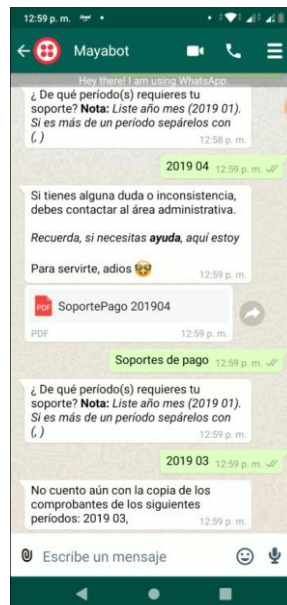 12:59 p. m.
Mayabot
Hey there! I am using WhatsApp.
¿ De qué período(s) requieres tu
soporte? Nota: Liste año mes (2019 01).
Si es más de un período sepárelos con
(, )
12:58 p. m.
2019 04 12:59 p. m.
Si tienes alguna duda o inconsistencia,
debes contactar al área administrativa.
Recuerda, si necesitas ayuda, aquí estoy
Para servirte, adios 🤓
12:59 p. m.
PDF SoportePago 201904
PDF 12:59 p. m.
Soportes de pago 12:59 p. m.
¿ De qué período(s) requieres tu
soporte? Nota: Liste año mes (2019 01).
Si es más de un período sepárelos con
(, )
12:59 p. m.
2019 03 12:59 p. m.
No cuento aún con la copia de los
comprobantes de los siguientes
períodos: 2019 03,
12:59 p. m.
Escribe un mensaje